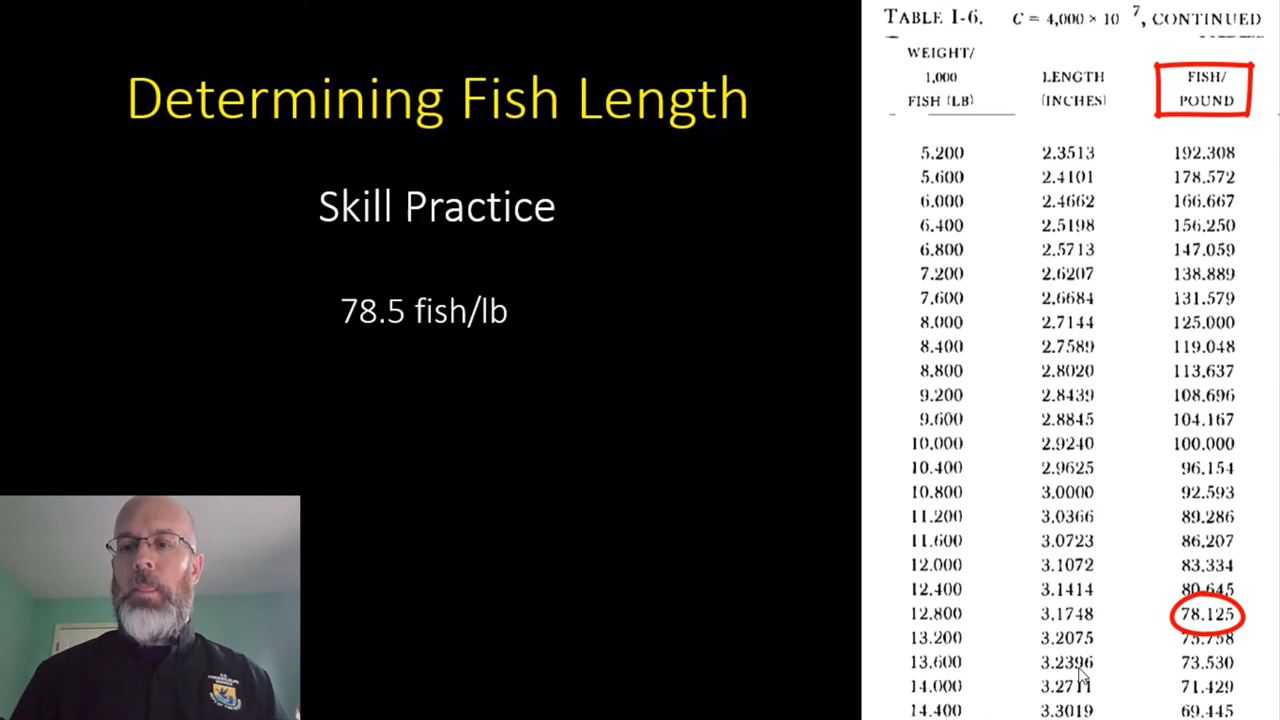 Determining Fish Length
Skill Practice
78.5 fish/lb
TABLE I-6. C = 4,000 × 10 7, CONTINUED
WEIGHT/
1,000 LENGTH FISH/
FISH (LB) (INCHES) POUND
5.200 2.3513 192.308
5.600 2.4101 178.572
6.000 2.4662 166.667
6.400 2.5198 156.250
6.800 2.5713 147.059
7.200 2.6207 138.889
7.600 2.6684 131.579
8.000 2.7144 125.000
8.400 2.7589 119.048
8.800 2.8020 113.637
9.200 2.8439 108.696
9.600 2.8845 104.167
10.000 2.9240 100.000
10.400 2.9625 96.154
10.800 3.0000 92.593
11.200 3.0366 89.286
11.600 3.0723 86.207
12.000 3.1072 83.334
12.400 3.1414 80.645
12.800 3.1748 78.125
13.200 3.2075 75.758
13.600 3.2396 73.530
14.000 3.2711 71.429
14.400 3.3019 69.445